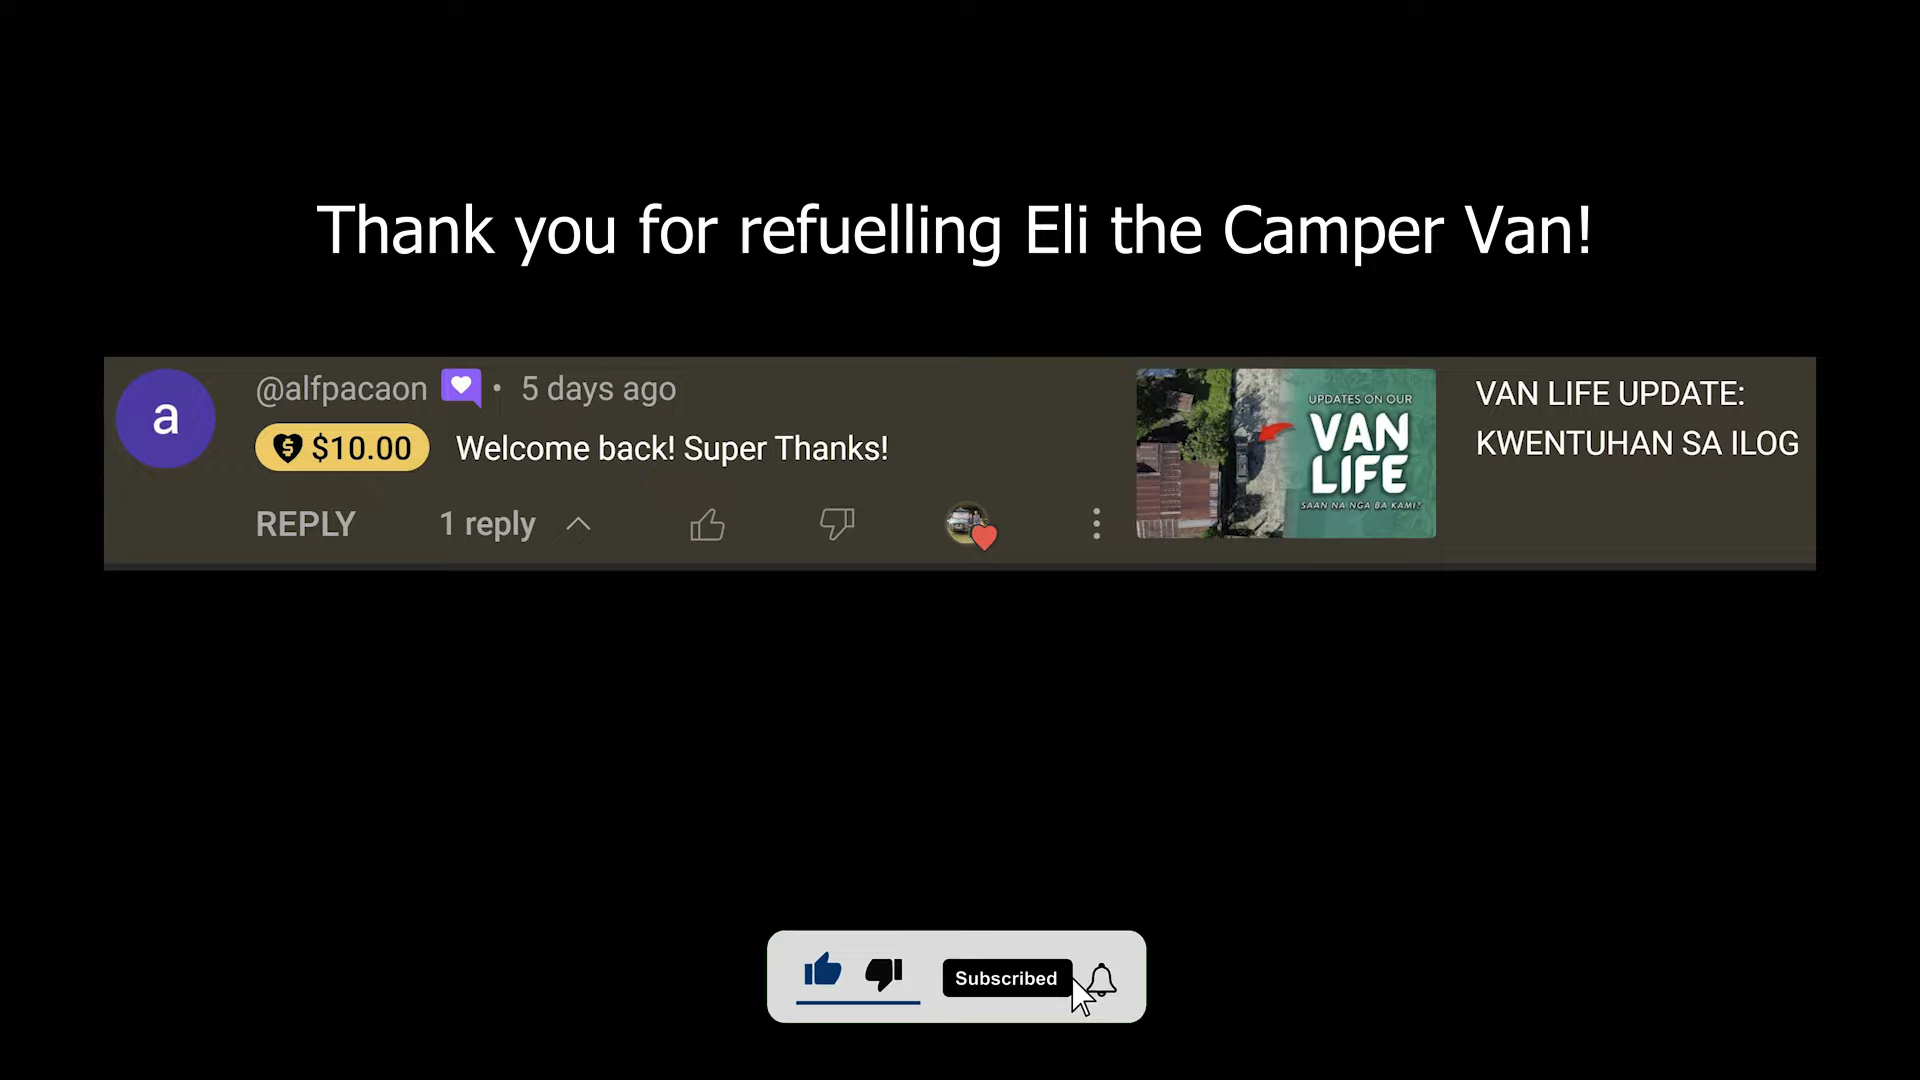 Thank you for refuelling Eli the Camper Van!
a
@alfpacaon • 5 days ago
$10.00 Welcome back! Super Thanks!
REPLY 1 reply
UPDATES ON OUR
VAN
LIFE
SAAN NA NGA BA KAMI?
VAN LIFE UPDATE:
KWENTUHAN SA ILOG
Subscribed